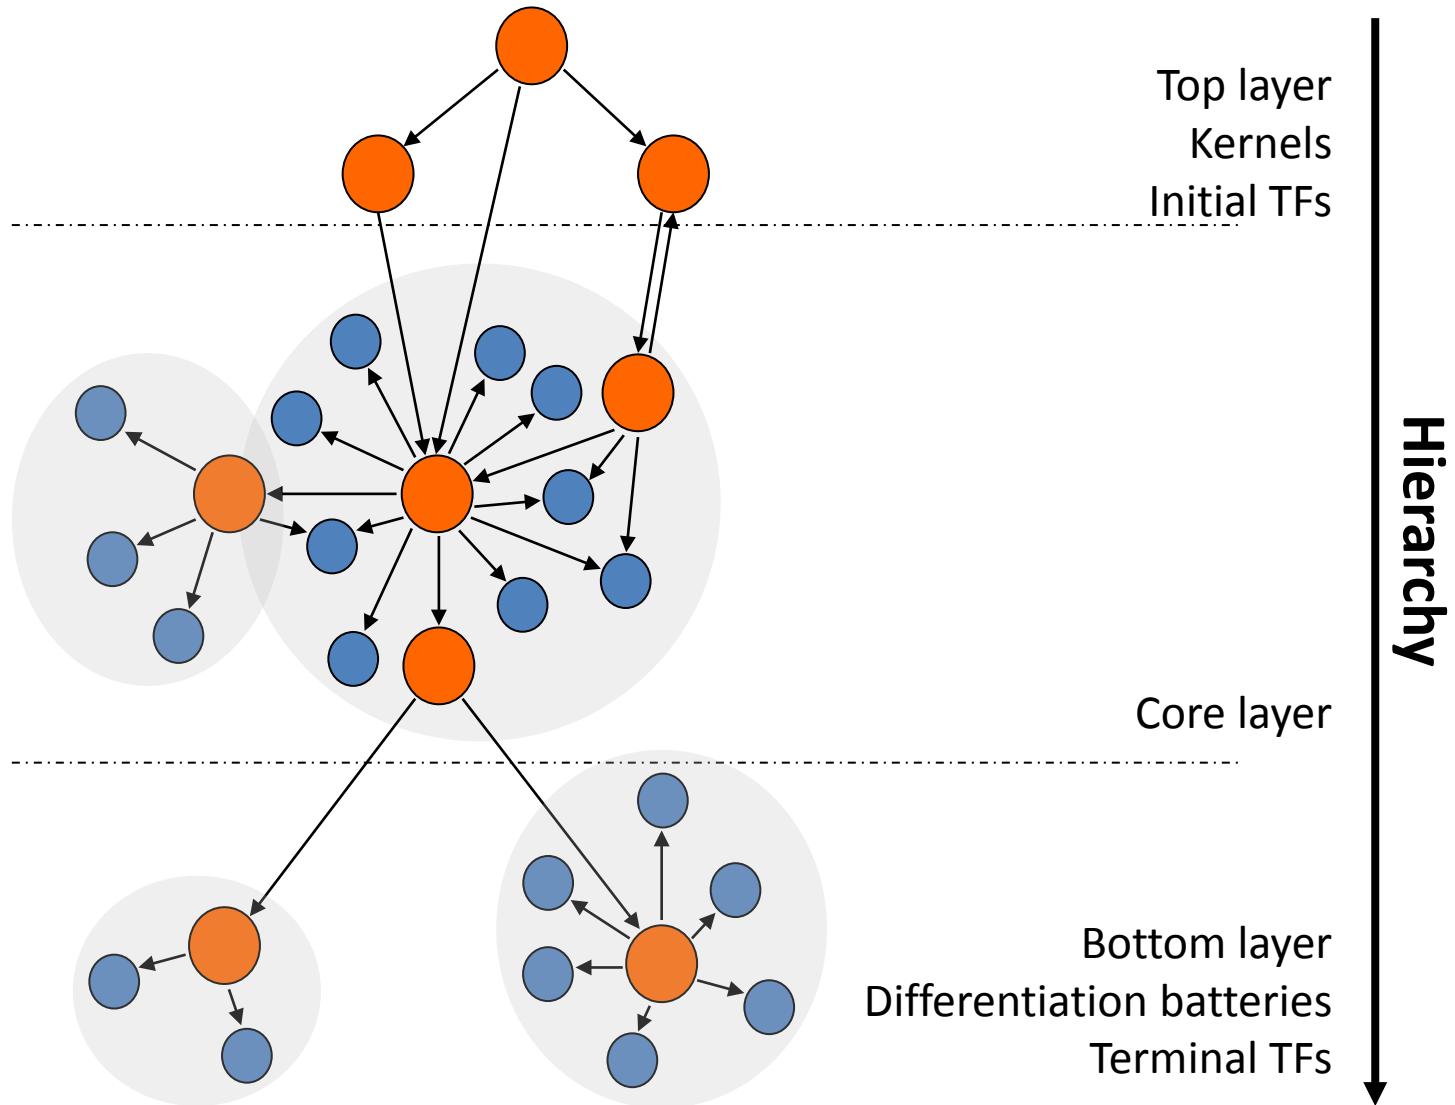 Top layer
Kernels
Initial TFs
Hierarchy
Core layer
Bottom layer
Differentiation batteries
Terminal TFs